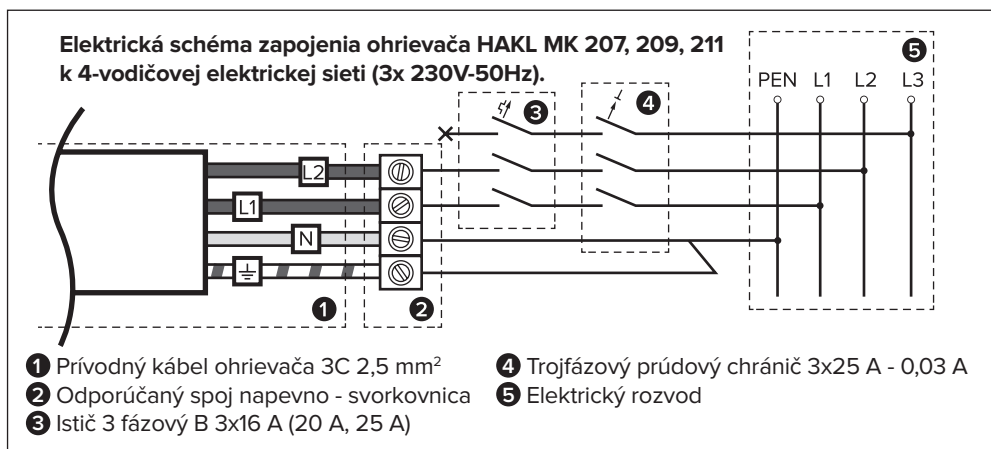 Elektrická schéma zapojenia ohrievača HAKL MK 207, 209, 211
k 4-vodičovej elektrickej sieti (3x 230V-50Hz).
5
PEN L1 L2 L3
3
4
L2
L1
N
1
2
1 Prívodný kábel ohrievača 3C 2,5 mm²
2 Odporúčaný spoj napevno - svorkovnica
3 Istič 3 fázový B 3x16 A (20 A, 25 A)
4 Trojfázový prúdový chránič 3x25 A - 0,03 A
5 Elektrický rozvod